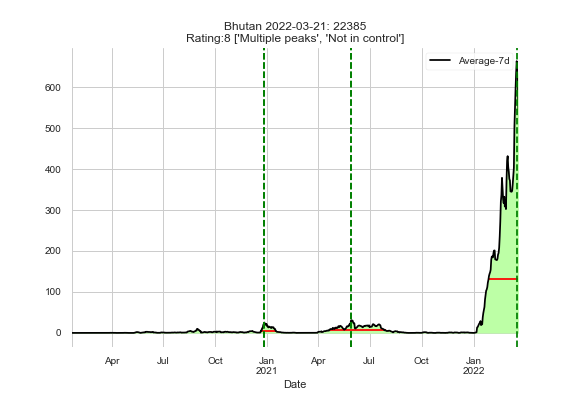 Bhutan 2022-03-21: 22385
Rating:8 ['Multiple peaks', 'Not in control']
Average-7d
600
500
400
300
200
100
0
Apr Jul Oct Jan Apr Jul Oct Jan
2021 2022
Date